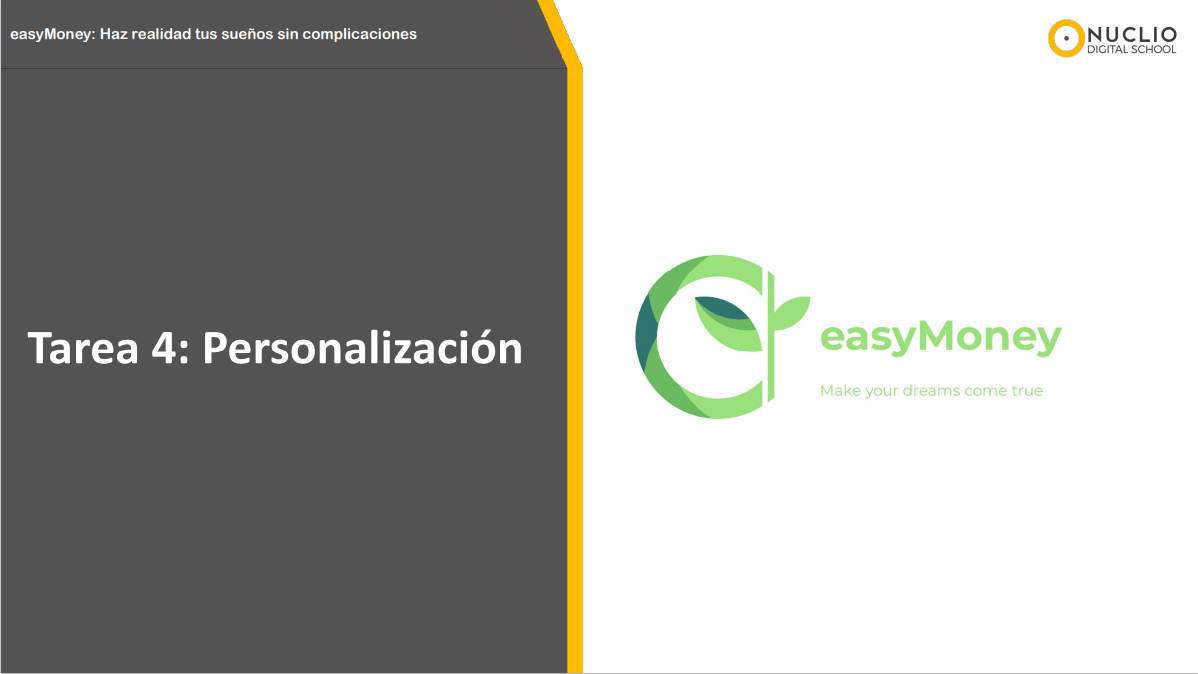 easyMoney: Haz realidad tus sueños sin complicaciones
NUCLIO
DIGITAL SCHOOL
Tarea 4: Personalización
easyMoney
Make your dreams come true